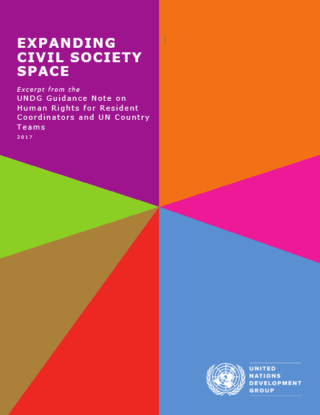 EXPANDING
CIVIL SOCIETY
SPACE
Excerpt from the
UNDG Guidance Note on
Human Rights for Resident
Coordinators and UN Country
Teams
2017
UNITED
NATIONS
DEVELOPMENT
GROUP